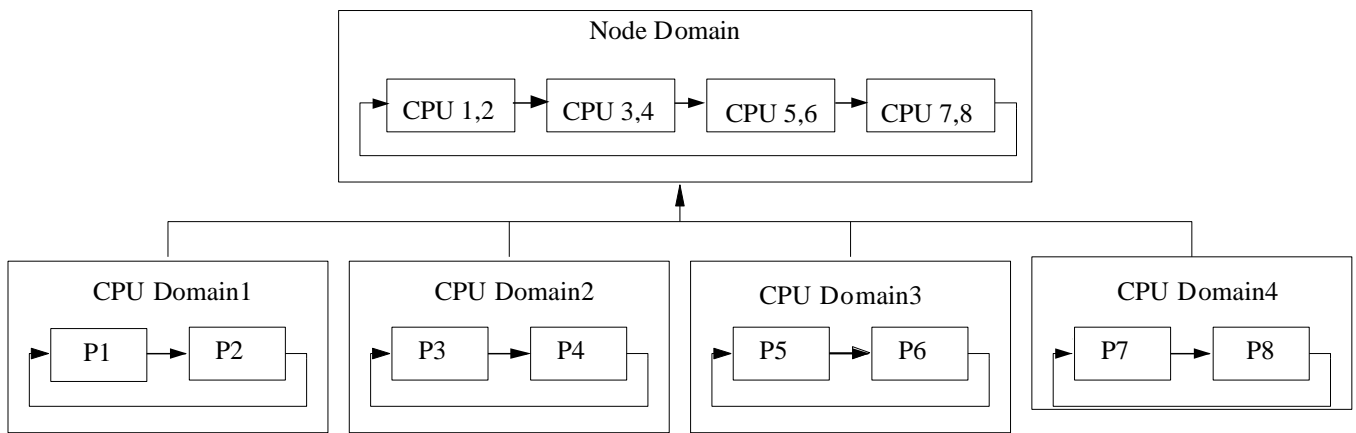 Node Domain
CPU 1,2
CPU 3,4
CPU 5,6
CPU 7,8
CPU Domain1
CPU Domain2
CPU Domain3
CPU Domain4
P1
P2
P3
P4
P5
P6
P7
P8